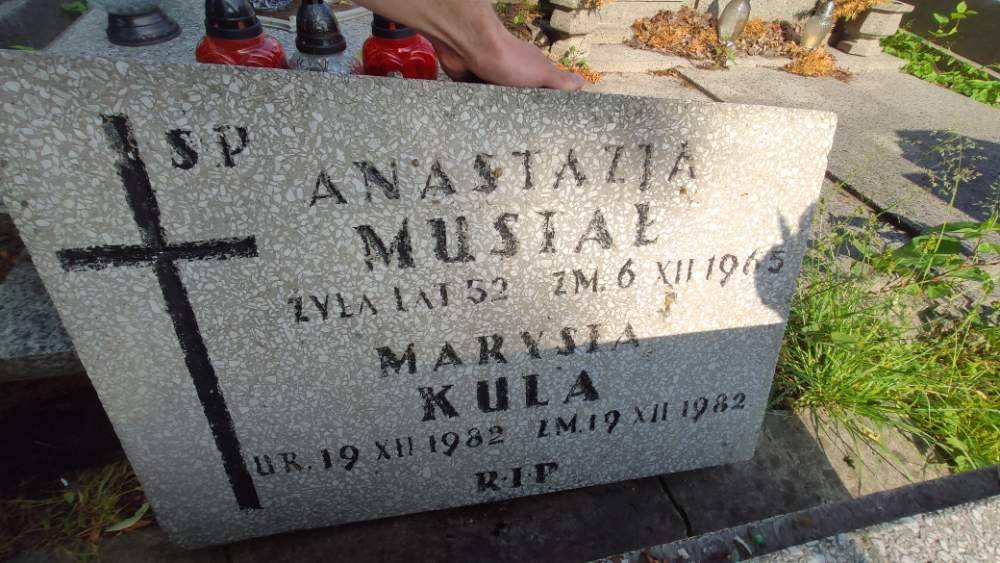 SP
ANASTAZJA
MUSIAŁ
ŻYŁA LAT 52 ZM. 6 XII 1965
MARYSIA
KULA
UR. 19 XII 1982 ZM. 19 XII 1982
R·I·P